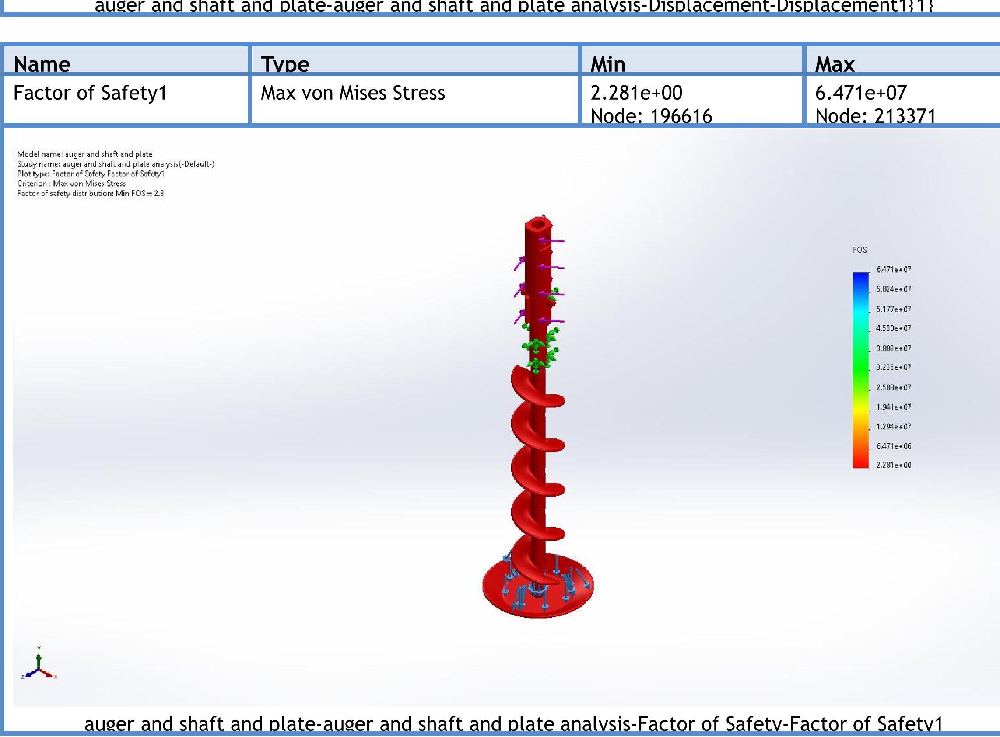 auger and shaft and plate-auger and shaft and plate analysis-Displacement-Displacement1}1{
Name Type Min Max
Factor of Safety1 Max von Mises Stress 2.281e+00 6.471e+07
Node: 196616 Node: 213371
Model name: auger and shaft and plate
Study name: auger and shaft and plate analysis(-Default-)
Plot type: Factor of Safety Factor of Safety1
Criterion : Max von Mises Stress
Factor of safety distribution: Min FOS = 2.3
FOS
6.471e+07
5.824e+07
5.177e+07
4.530e+07
3.883e+07
3.235e+07
2.588e+07
1.941e+07
1.294e+07
6.471e+06
2.281e+00
Y
Z X
auger and shaft and plate-auger and shaft and plate analysis-Factor of Safety-Factor of Safety1